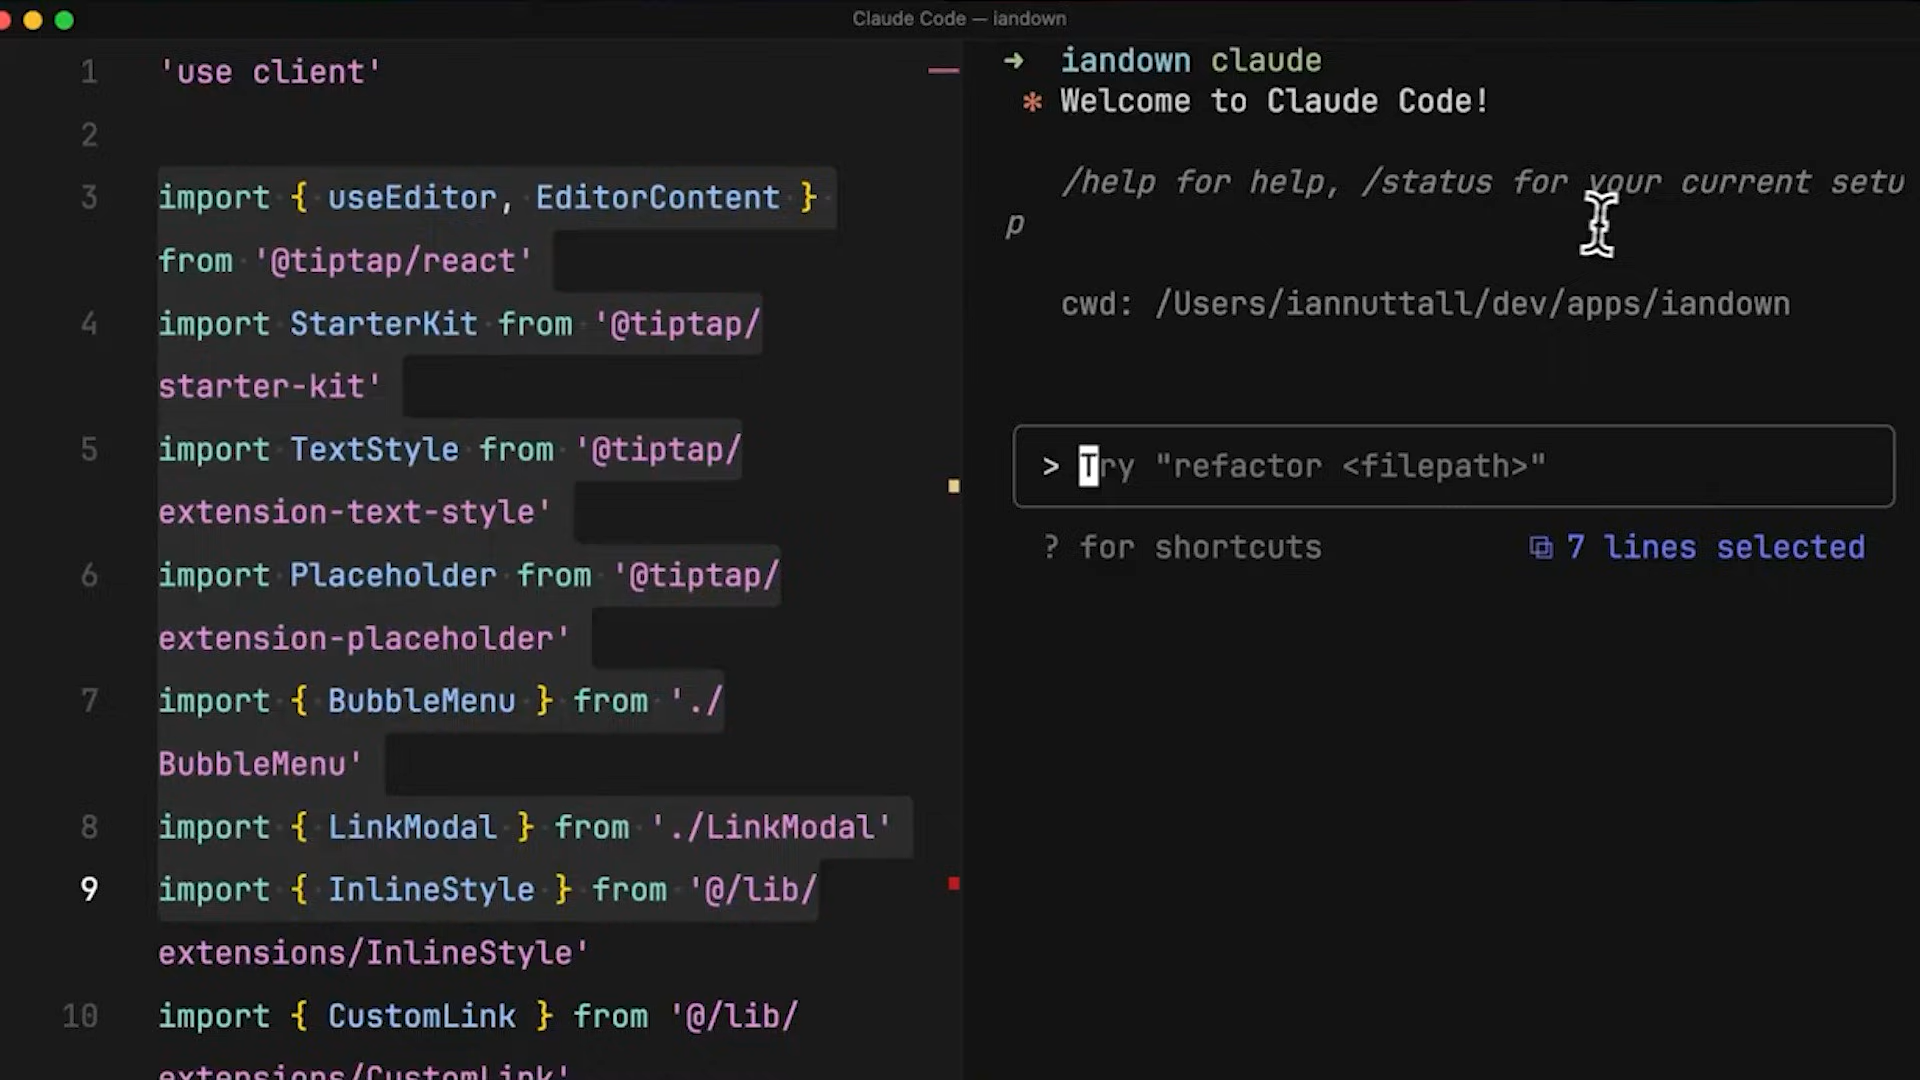 Claude Code — iandown
1 'use client'
2
3 import { useEditor, EditorContent }
from '@tiptap/react'
4 import StarterKit from '@tiptap/
starter-kit'
5 import TextStyle from '@tiptap/
extension-text-style'
6 import Placeholder from '@tiptap/
extension-placeholder'
7 import { BubbleMenu } from './
BubbleMenu'
8 import { LinkModal } from './LinkModal'
9 import { InlineStyle } from '@/lib/
extensions/InlineStyle'
10 import { CustomLink } from '@/lib/
extensions/CustomLink'
➜ iandown claude
✻ Welcome to Claude Code!
/help for help, /status for your current setu
p
cwd: /Users/iannuttall/dev/apps/iandown
> Try "refactor <filepath>"
? for shortcuts
⧉ 7 lines selected